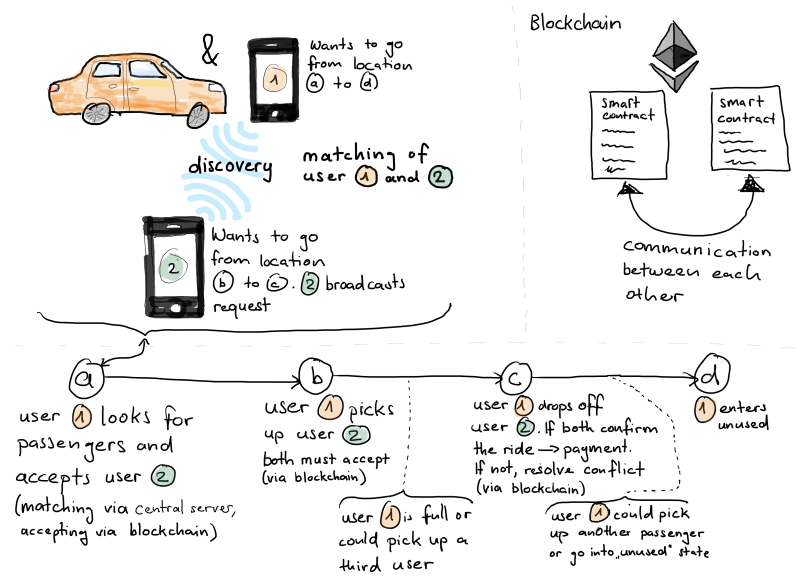 &
1
Wants to go
from location
a to d
discovery
matching of
user 1 and 2
2
Wants to go
from location
b to c. 2 broadcasts
request
Blockchain
smart
contract
smart
contract
communication
between each
other
a
user 1 looks for
passengers and
accepts user 2
(matching via central server,
accepting via blockchain)
b
user 1 picks
up user 2
both must accept
(via blockchain)
user 1 is full or
could pick up a
third user
c
user 1 drops off
user 2. If both confirm
the ride → payment.
If not, resolve conflict
(via blockchain)
user 1 could pick
up another passenger
or go into „unused" state
d
1 enters
unused